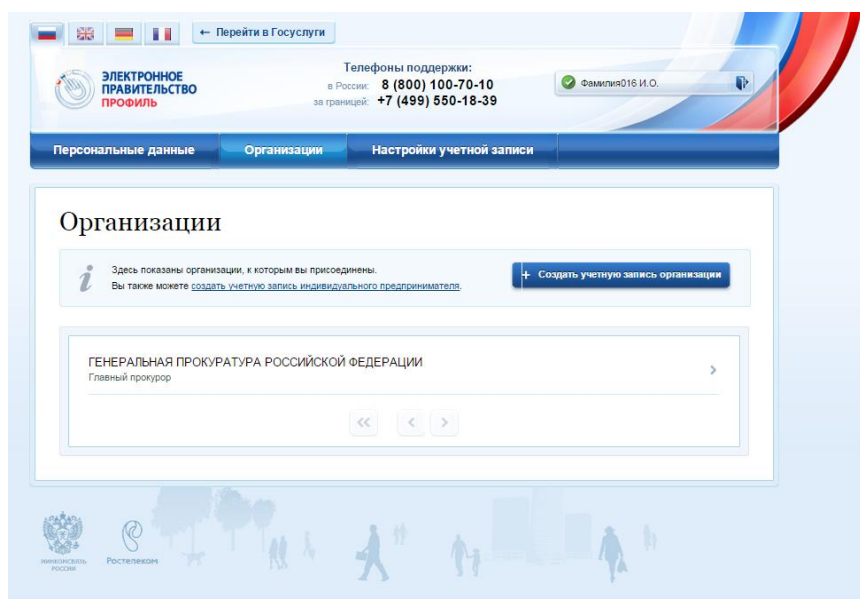 ← Перейти в Госуслуги
ЭЛЕКТРОННОЕ
ПРАВИТЕЛЬСТВО
ПРОФИЛЬ
Телефоны поддержки:
в России: 8 (800) 100-70-10
за границей: +7 (499) 550-18-39
Фамилия016 И.О.
Персональные данные Организации Настройки учетной записи
Организации
Здесь показаны организации, к которым вы присоединены.
Вы также можете создать учетную запись индивидуального предпринимателя.
+ Создать учетную запись организации
ГЕНЕРАЛЬНАЯ ПРОКУРАТУРА РОССИЙСКОЙ ФЕДЕРАЦИИ
Главный прокурор
МИНКОМСВЯЗЬ
РОССИИ
Ростелеком